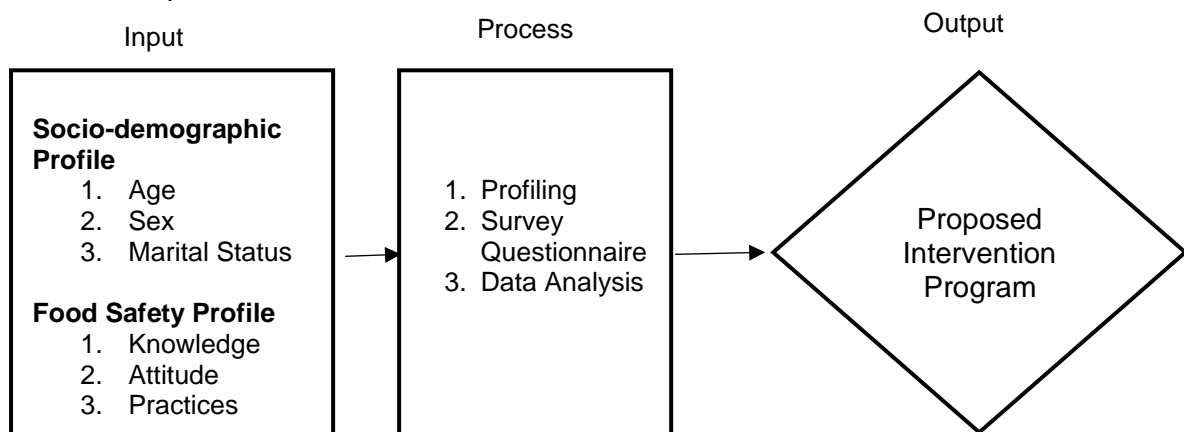 Input
Process
Output
Socio-demographic
Profile
1. Age
2. Sex
3. Marital Status
Food Safety Profile
1. Knowledge
2. Attitude
3. Practices
1. Profiling
2. Survey
Questionnaire
3. Data Analysis
Proposed
Intervention
Program